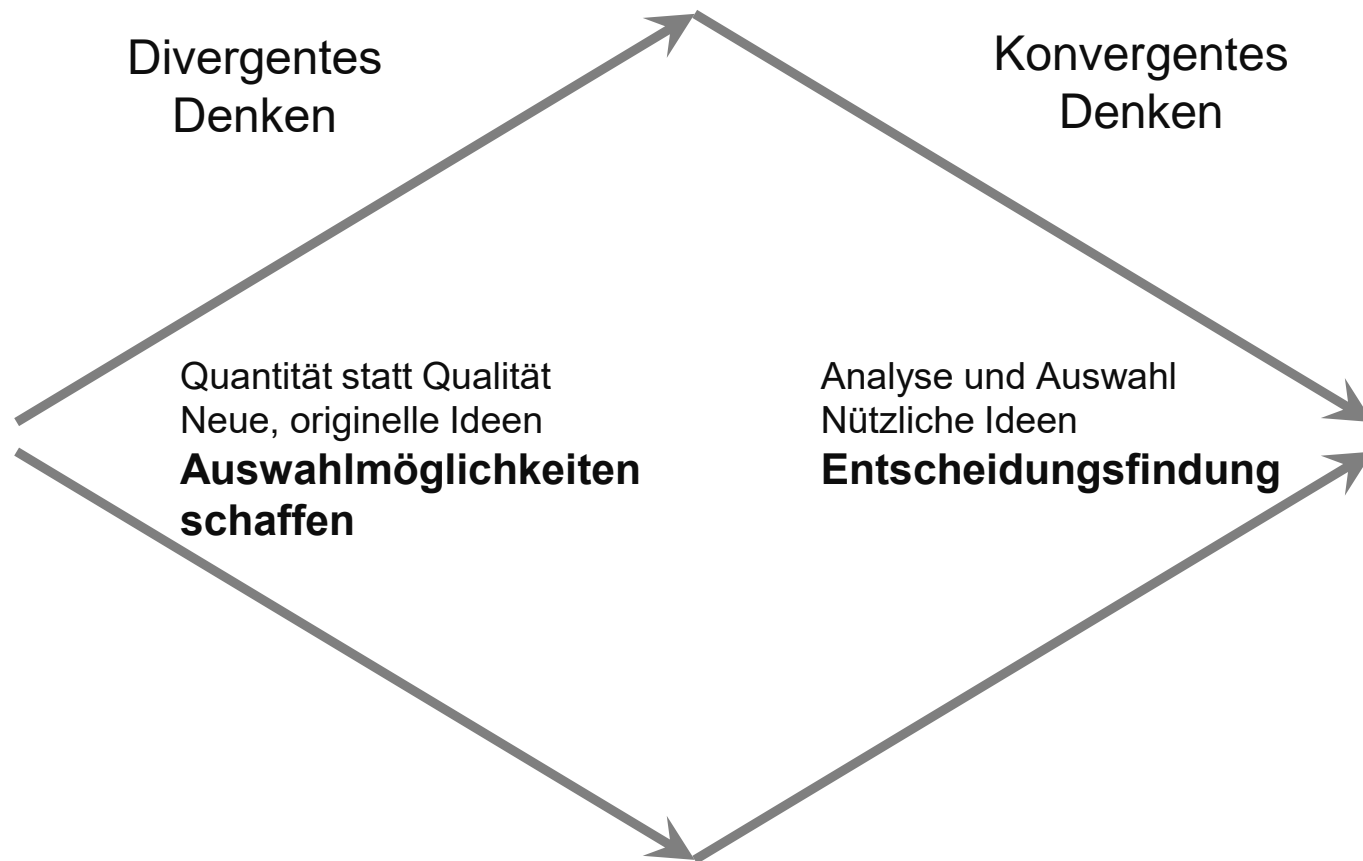 Divergentes
Denken
Konvergentes
Denken
Quantität statt Qualität
Neue, originelle Ideen
Auswahlmöglichkeiten
schaffen
Analyse und Auswahl
Nützliche Ideen
Entscheidungsfindung